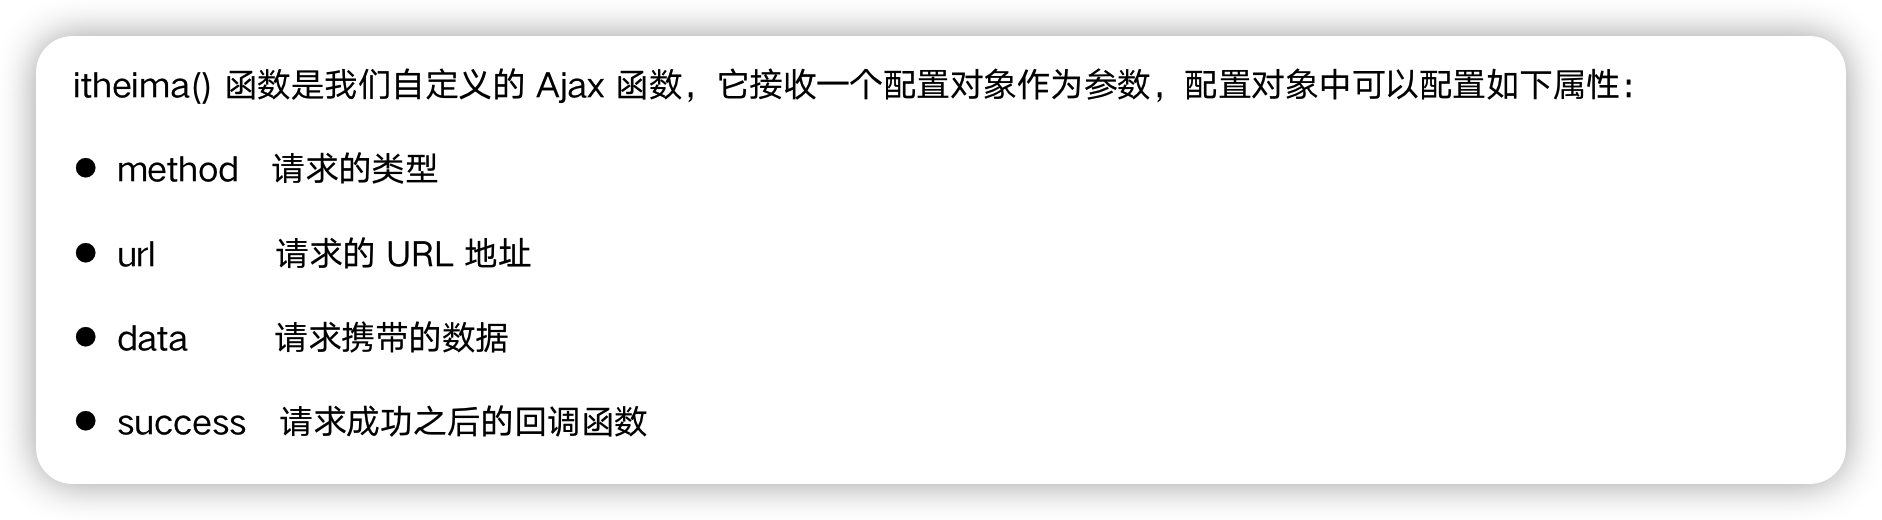 itheima() 函数是我们自定义的 Ajax 函数，它接收一个配置对象作为参数，配置对象中可以配置如下属性：
● method 请求的类型
● url 请求的 URL 地址
● data 请求携带的数据
● success 请求成功之后的回调函数